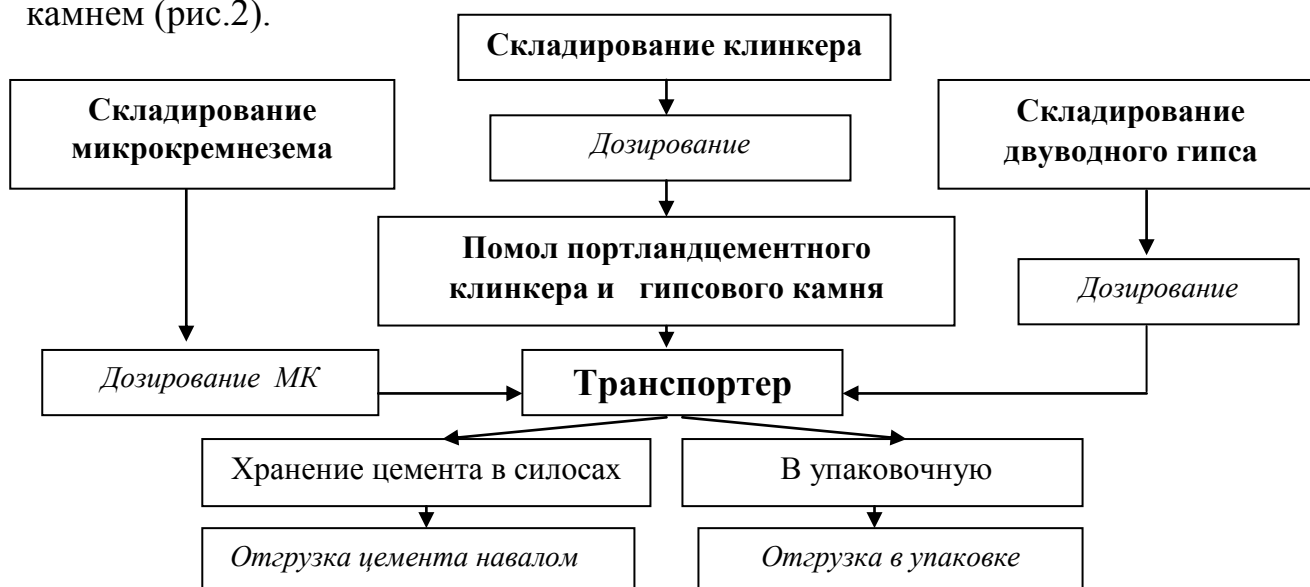 камнем (рис.2).
Складирование клинкера
Складирование
микрокремнезема
Дозирование
Складирование
двуводного гипса
Помол портландцементного
клинкера и гипсового камня
Дозирование
Дозирование МК
Транспортер
Хранение цемента в силосах
В упаковочную
Отгрузка цемента навалом
Отгрузка в упаковке